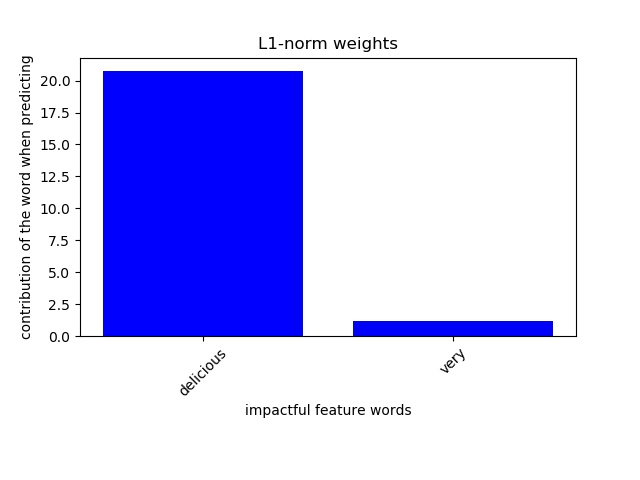 L1-norm weights
contribution of the word when predicting
20.0
17.5
15.0
12.5
10.0
7.5
5.0
2.5
0.0
delicious
very
impactful feature words